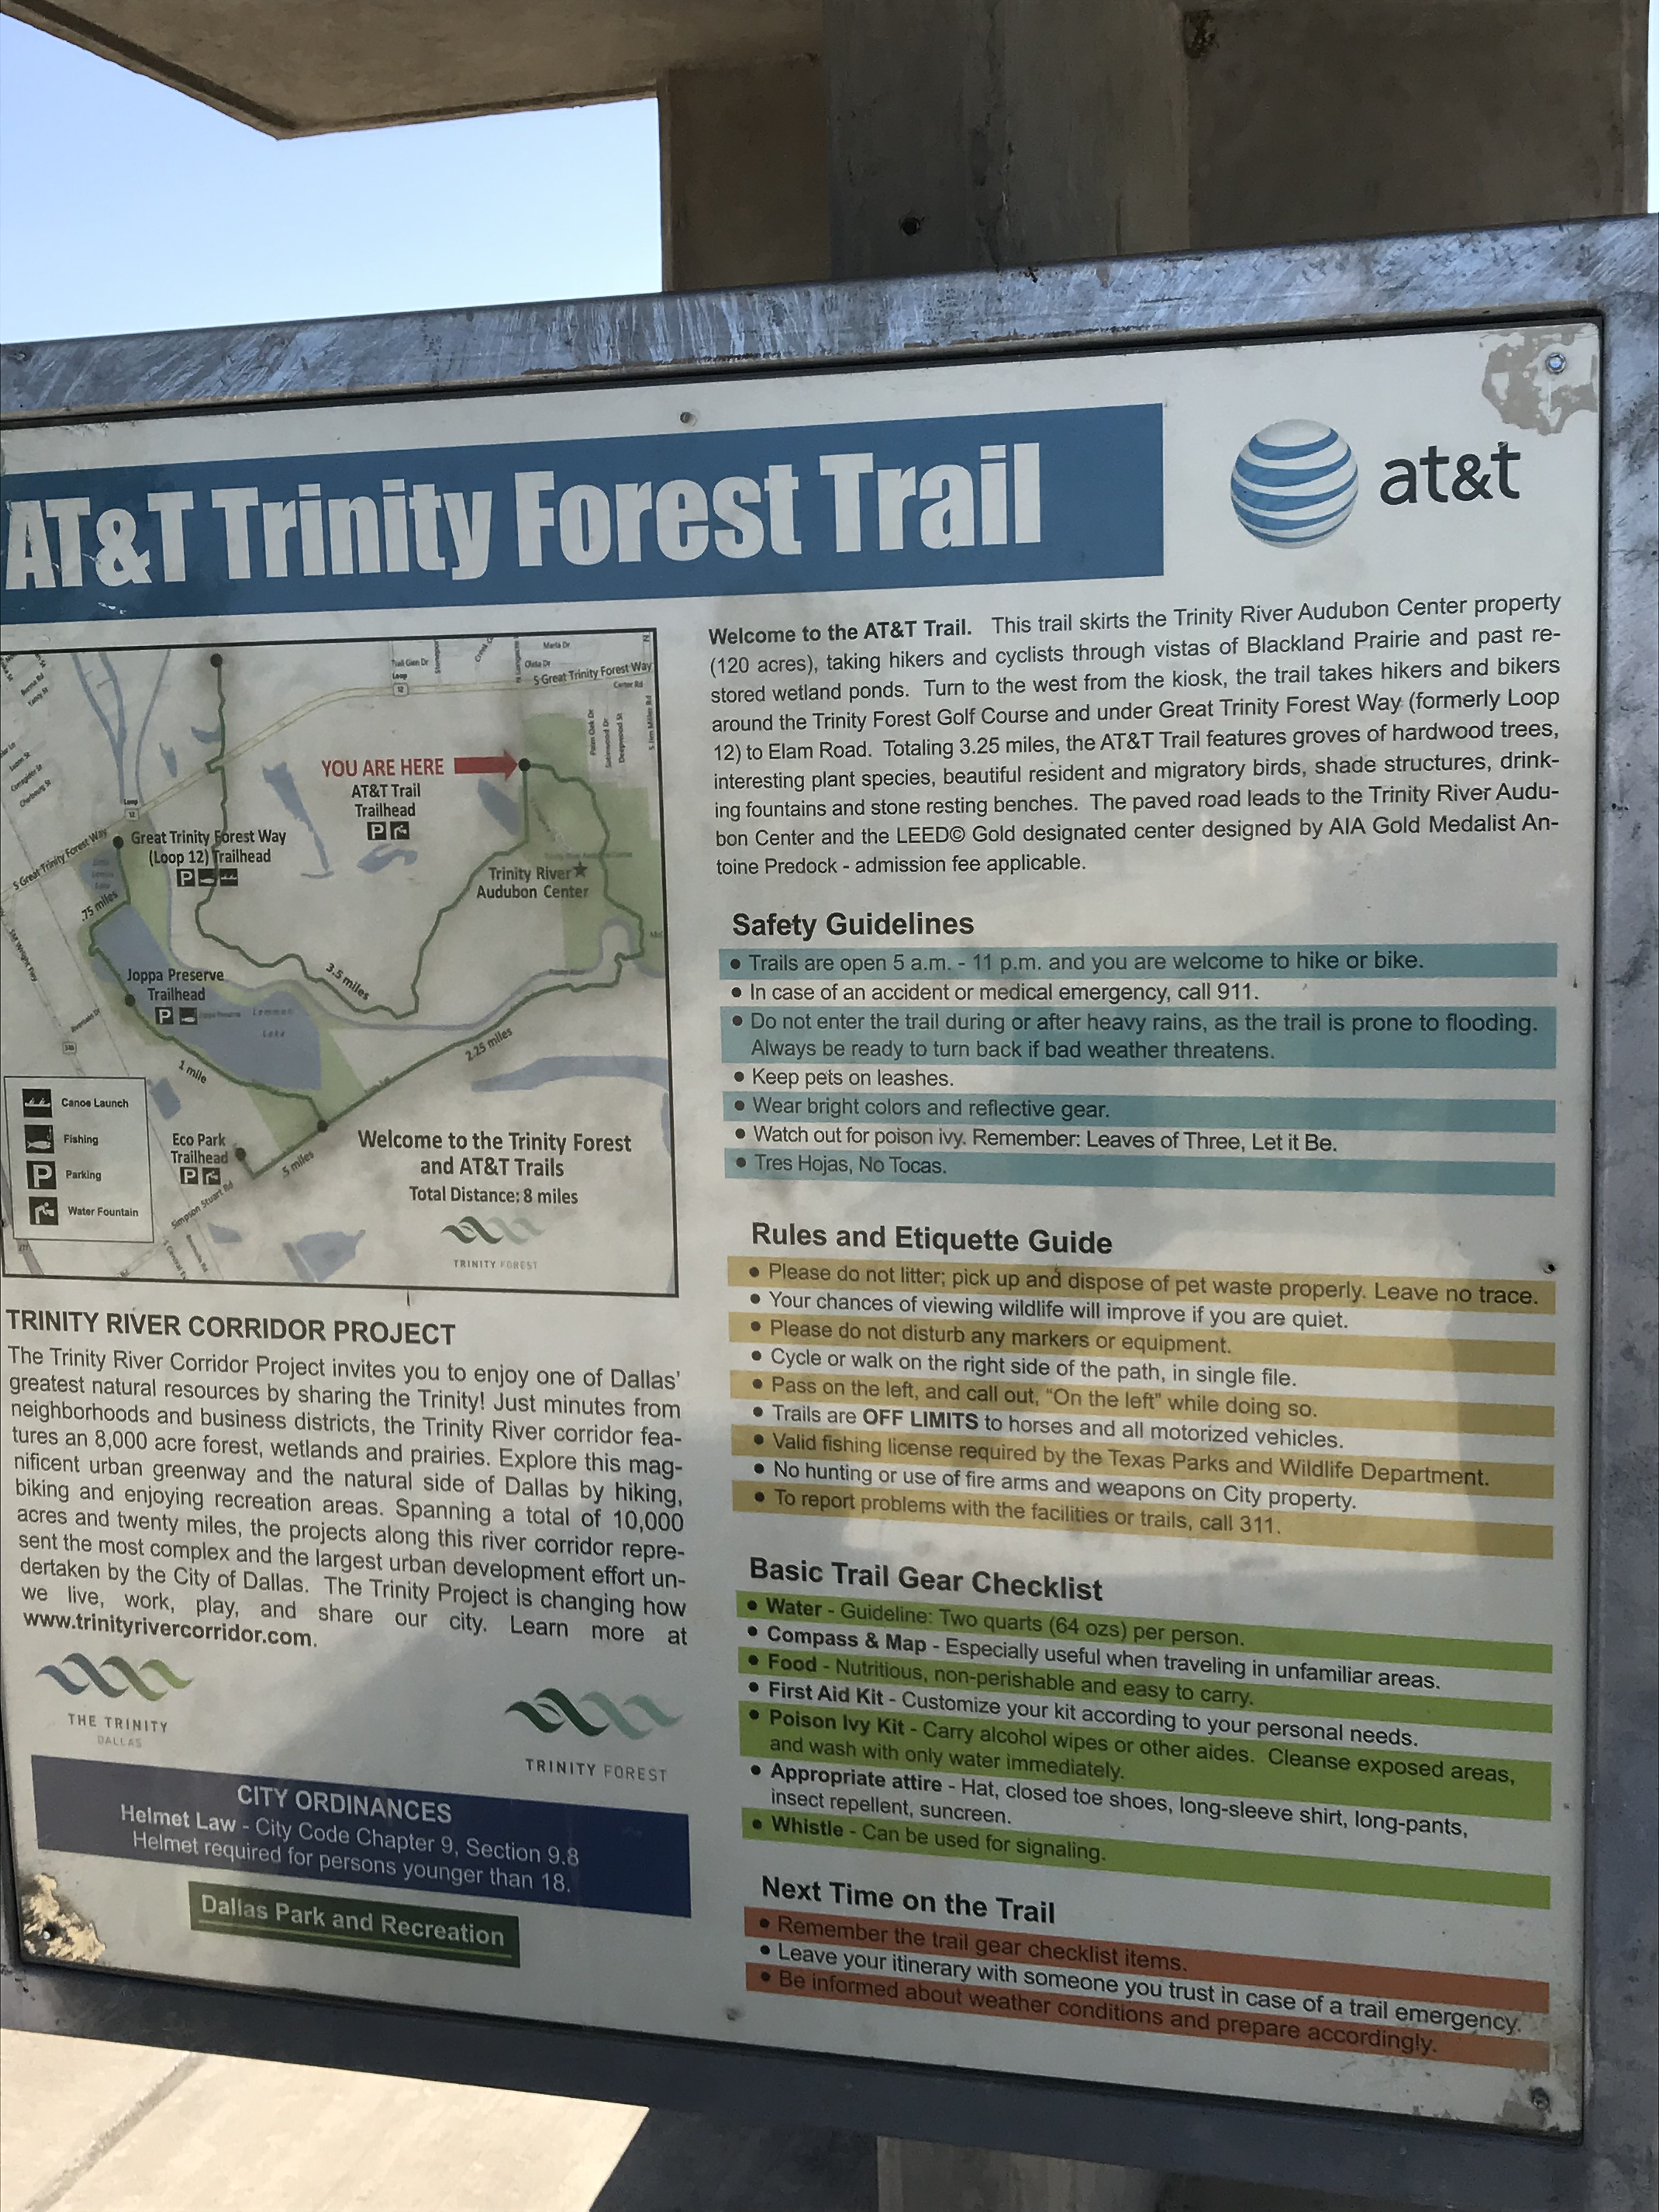 AT&T Trinity Forest Trail
at&t
S Great Trinity Forest Way
.75 miles
Great Trinity Forest Way
(Loop 12) Trailhead
P
Joppa Preserve
Trailhead
P
Canoe Launch
Fishing
P Parking
Water Fountain
1 mile
Eco Park
Trailhead
P
Simpson Stuart Rd
.5 miles
Lemmon
Lake
3.5 miles
YOU ARE HERE
AT&T Trail
Trailhead
P
Trinity River
Audubon Center
2.25 miles
S Great Trinity Forest Way
Palm Oak Dr
Satinwood Dr
Deepwood St
S Jim Miller Rd
Welcome to the Trinity Forest
and AT&T Trails
Total Distance: 8 miles
TRINITY FOREST
TRINITY RIVER CORRIDOR PROJECT
The Trinity River Corridor Project invites you to enjoy one of Dallas'
greatest natural resources by sharing the Trinity! Just minutes from
neighborhoods and business districts, the Trinity River corridor fea-
tures an 8,000 acre forest, wetlands and prairies. Explore this mag-
nificent urban greenway and the natural side of Dallas by hiking,
biking and enjoying recreation areas. Spanning a total of 10,000
acres and twenty miles, the projects along this river corridor repre-
sent the most complex and the largest urban development effort un-
dertaken by the City of Dallas. The Trinity Project is changing how
we live, work, play, and share our city. Learn more at
www.trinityrivercorridor.com.
THE TRINITY
DALLAS
TRINITY FOREST
CITY ORDINANCES
Helmet Law - City Code Chapter 9, Section 9.8
Helmet required for persons younger than 18.
Dallas Park and Recreation
Welcome to the AT&T Trail. This trail skirts the Trinity River Audubon Center property
(120 acres), taking hikers and cyclists through vistas of Blackland Prairie and past re-
stored wetland ponds. Turn to the west from the kiosk, the trail takes hikers and bikers
around the Trinity Forest Golf Course and under Great Trinity Forest Way (formerly Loop
12) to Elam Road. Totaling 3.25 miles, the AT&T Trail features groves of hardwood trees,
interesting plant species, beautiful resident and migratory birds, shade structures, drink-
ing fountains and stone resting benches. The paved road leads to the Trinity River Audu-
bon Center and the LEED© Gold designated center designed by AIA Gold Medalist An-
toine Predock - admission fee applicable.
Safety Guidelines
• Trails are open 5 a.m. - 11 p.m. and you are welcome to hike or bike.
• In case of an accident or medical emergency, call 911.
• Do not enter the trail during or after heavy rains, as the trail is prone to flooding.
Always be ready to turn back if bad weather threatens.
• Keep pets on leashes.
• Wear bright colors and reflective gear.
• Watch out for poison ivy. Remember: Leaves of Three, Let it Be.
• Tres Hojas, No Tocas.
Rules and Etiquette Guide
• Please do not litter; pick up and dispose of pet waste properly. Leave no trace.
• Your chances of viewing wildlife will improve if you are quiet.
• Please do not disturb any markers or equipment.
• Cycle or walk on the right side of the path, in single file.
• Pass on the left, and call out, "On the left" while doing so.
• Trails are OFF LIMITS to horses and all motorized vehicles.
• Valid fishing license required by the Texas Parks and Wildlife Department.
• No hunting or use of fire arms and weapons on City property.
• To report problems with the facilities or trails, call 311.
Basic Trail Gear Checklist
• Water - Guideline: Two quarts (64 ozs) per person.
• Compass & Map - Especially useful when traveling in unfamiliar areas.
• Food - Nutritious, non-perishable and easy to carry.
• First Aid Kit - Customize your kit according to your personal needs.
• Poison Ivy Kit - Carry alcohol wipes or other aides. Cleanse exposed areas,
and wash with only water immediately.
• Appropriate attire - Hat, closed toe shoes, long-sleeve shirt, long-pants,
insect repellent, suncreen.
• Whistle - Can be used for signaling.
Next Time on the Trail
• Remember the trail gear checklist items.
• Leave your itinerary with someone you trust in case of a trail emergency.
• Be informed about weather conditions and prepare accordingly.